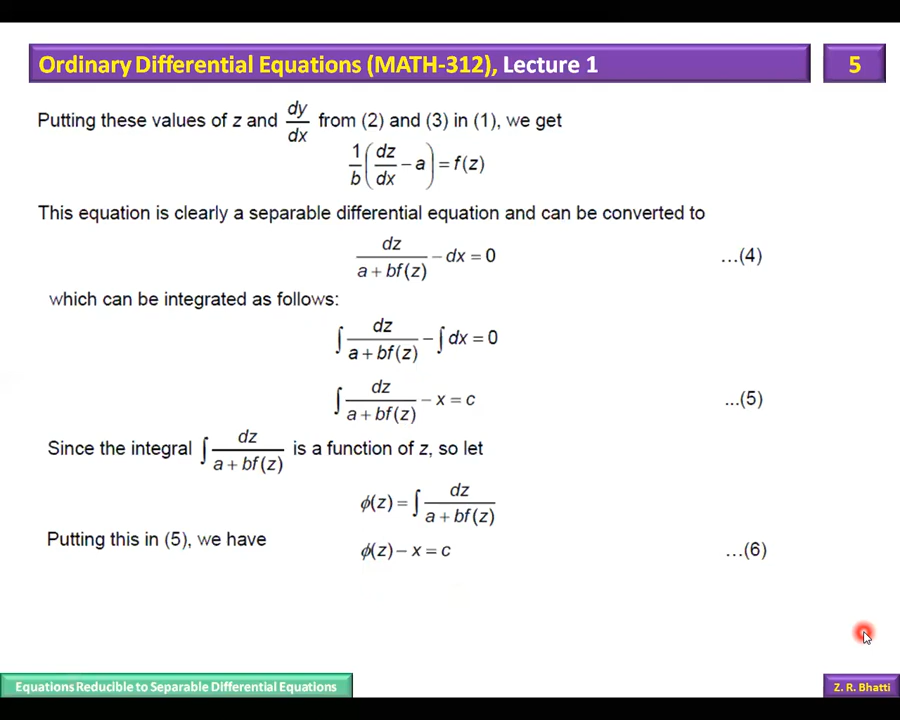 Ordinary Differential Equations (MATH-312), Lecture 1 5
Putting these values of z and dy/dx from (2) and (3) in (1), we get
1/b (dz/dx − a) = f(z)
This equation is clearly a separable differential equation and can be converted to
dz/(a + bf(z)) − dx = 0 ...(4)
which can be integrated as follows:
∫ dz/(a + bf(z)) − ∫ dx = 0
∫ dz/(a + bf(z)) − x = c ...(5)
Since the integral ∫ dz/(a + bf(z)) is a function of z, so let
ϕ(z) = ∫ dz/(a + bf(z))
Putting this in (5), we have
ϕ(z) − x = c ...(6)
Equations Reducible to Separable Differential Equations
Z. R. Bhatti